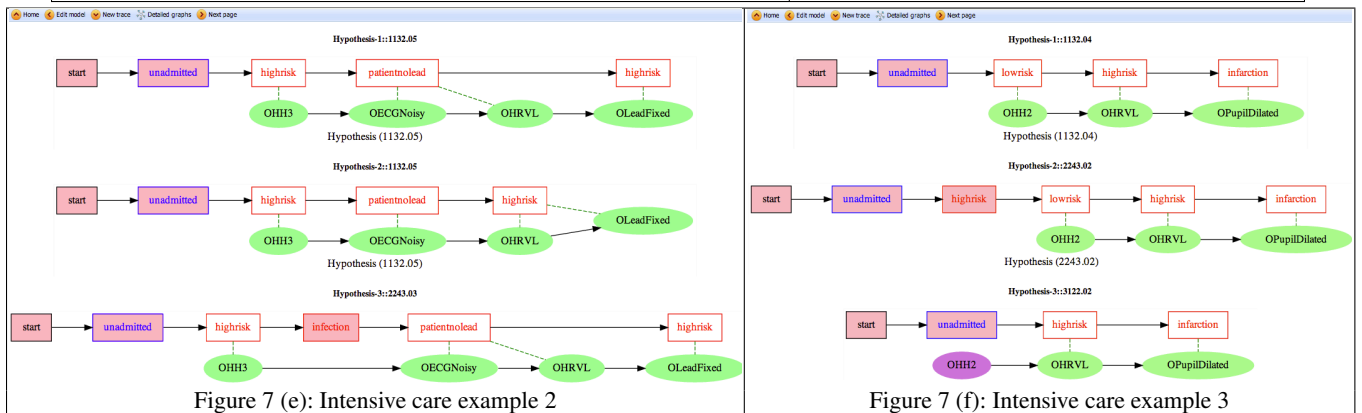 Home Edit model New trace Detailed graphs Next page
Hypothesis-1::1132.05
start unadmitted highrisk patientnolead highrisk
OHH3 OECGNoisy OHRVL OLeadFixed
Hypothesis (1132.05)
Hypothesis-2::1132.05
start unadmitted highrisk patientnolead highrisk
OLeadFixed
OHH3 OECGNoisy OHRVL
Hypothesis (1132.05)
Hypothesis-3::2243.03
start unadmitted highrisk infection patientnolead highrisk
OHH3 OECGNoisy OHRVL OLeadFixed
Figure 7 (e): Intensive care example 2
Home Edit model New trace Detailed graphs Next page
Hypothesis-1::1132.04
start unadmitted lowrisk highrisk infarction
OHH2 OHRVL OPupilDilated
Hypothesis (1132.04)
Hypothesis-2::2243.02
start unadmitted highrisk lowrisk highrisk infarction
OHH2 OHRVL OPupilDilated
Hypothesis (2243.02)
Hypothesis-3::3122.02
start unadmitted highrisk infarction
OHH2 OHRVL OPupilDilated
Figure 7 (f): Intensive care example 3